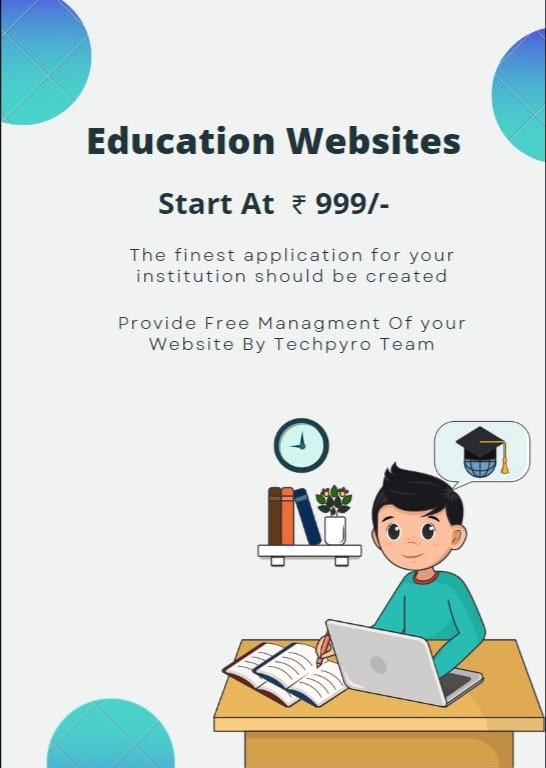 Education Websites
Start At ₹ 999/-
The finest application for your
institution should be created
Provide Free Managment Of your
Website By Techpyro Team